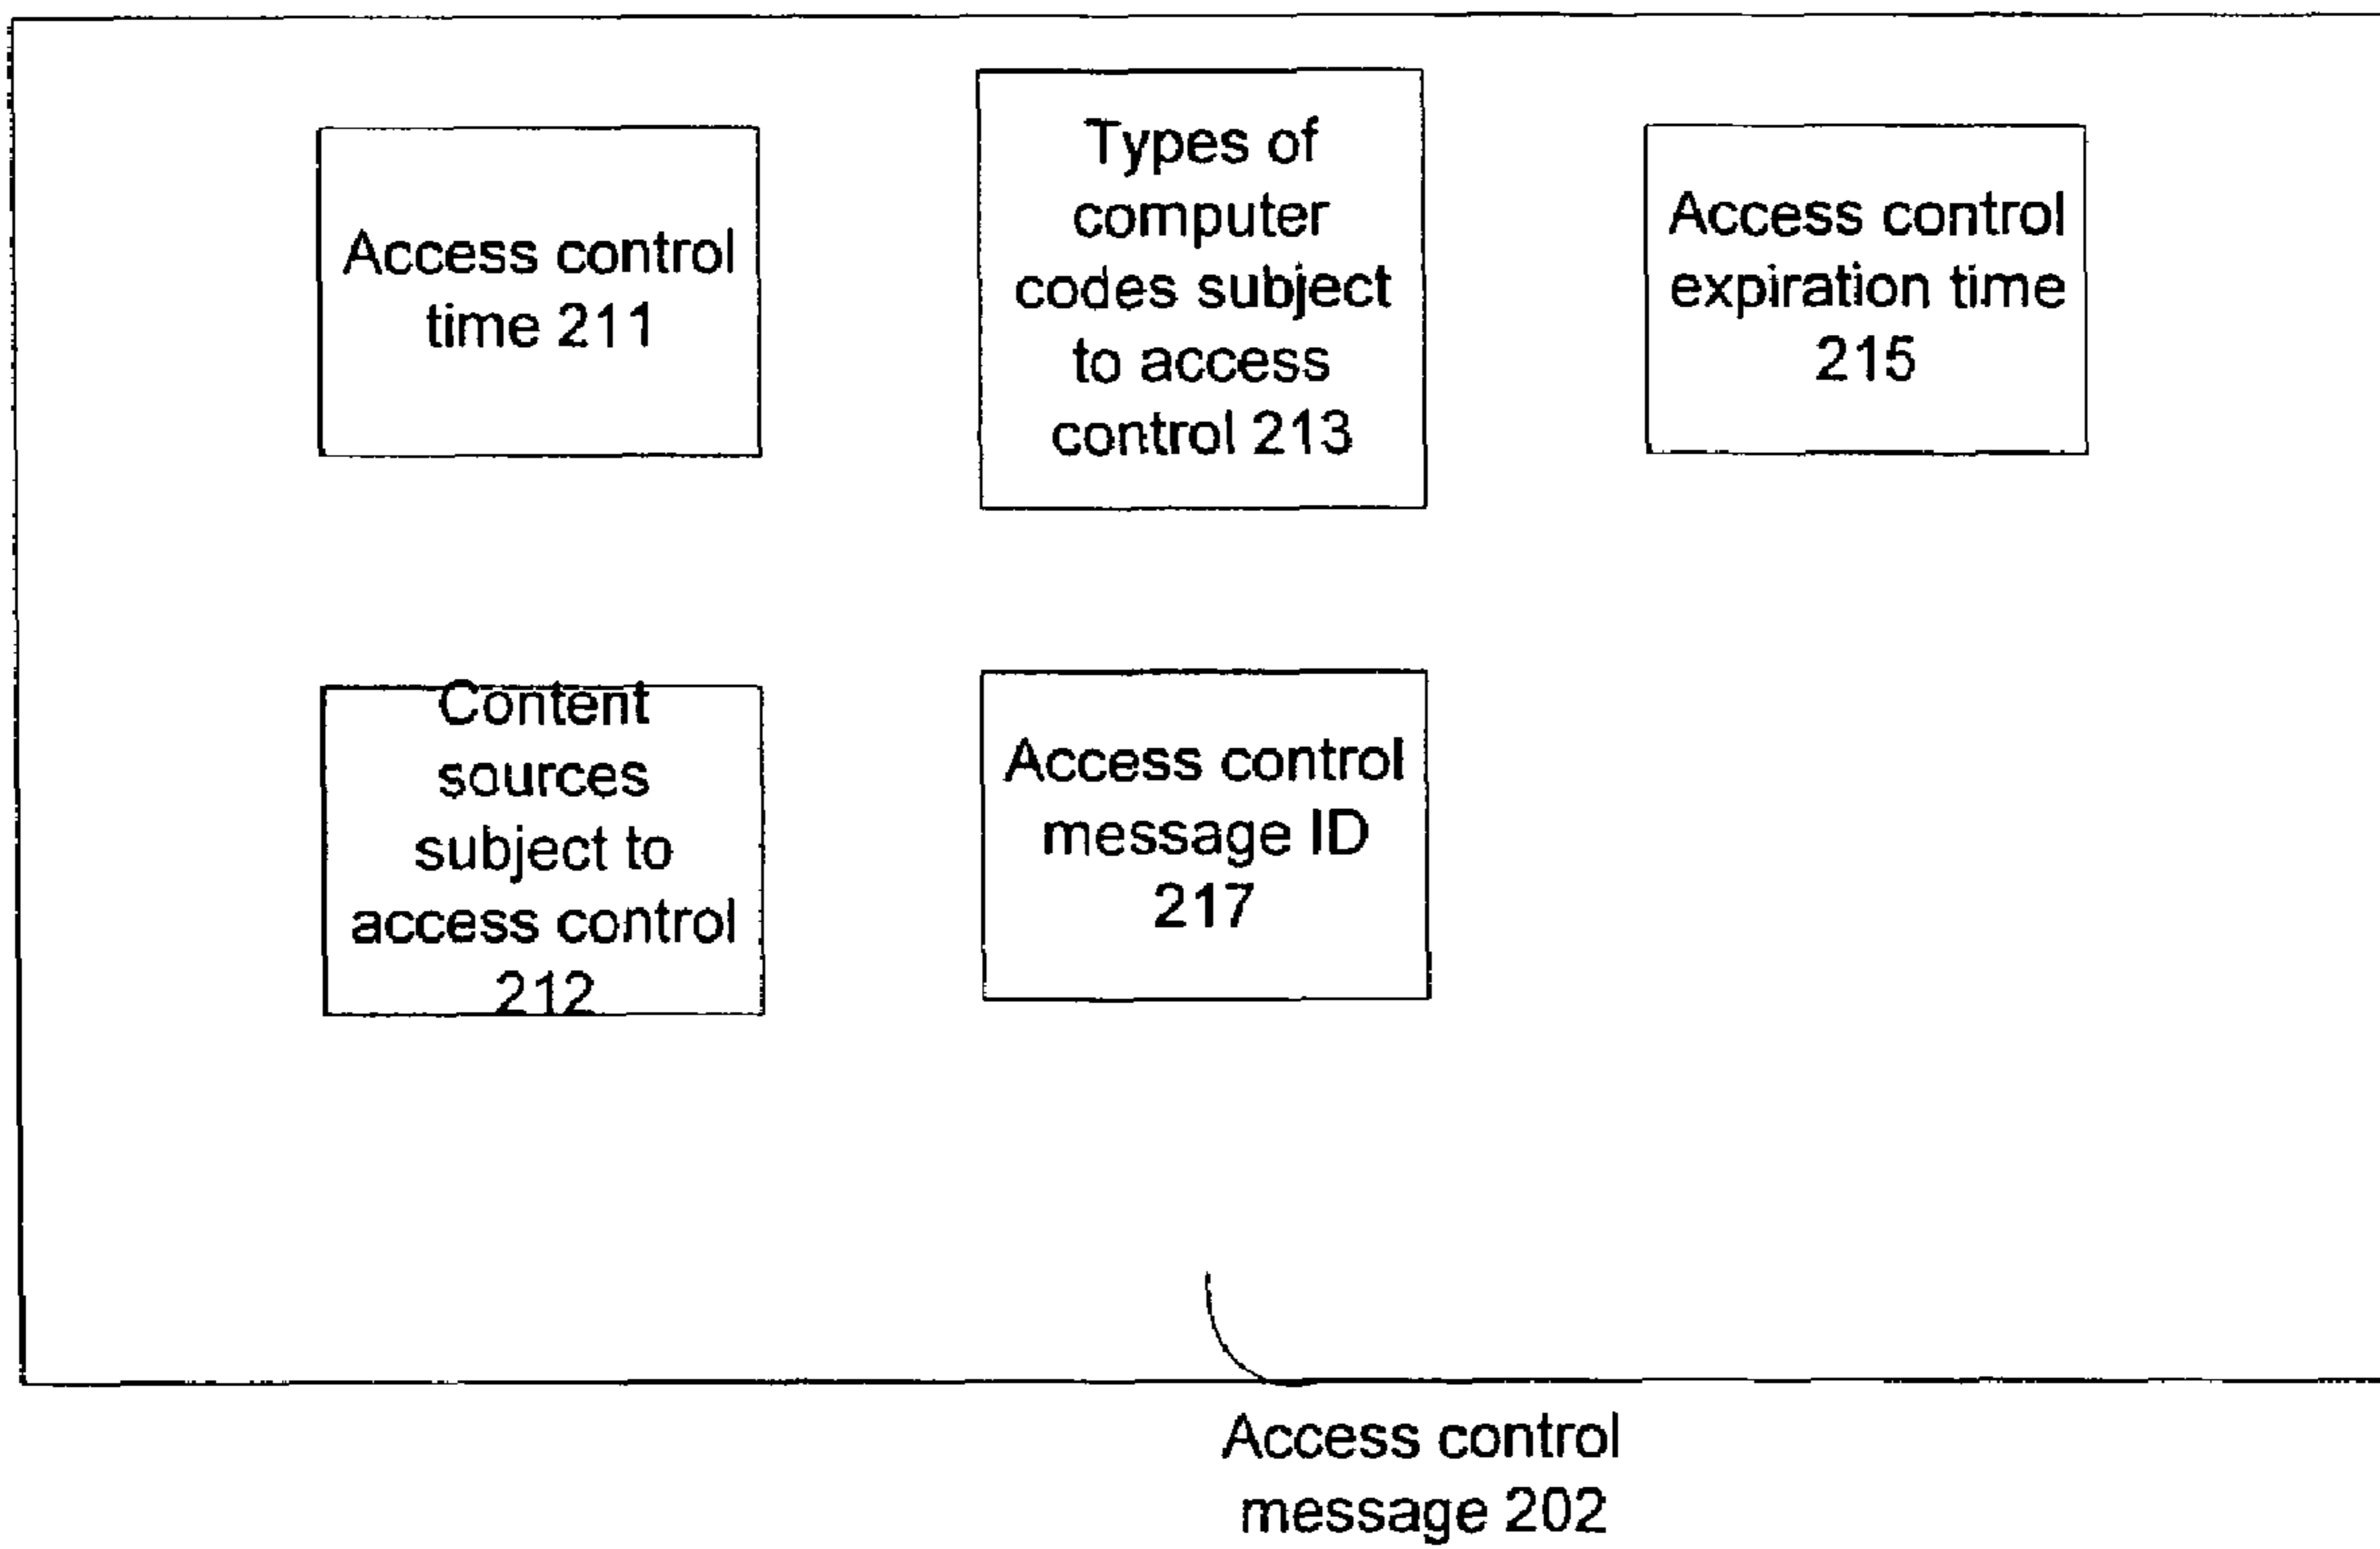 Access control
time 211
Types of
computer
codes subject
to access
control 213
Access control
expiration time
215
Content
sources
subject to
access control
212
Access control
message ID
217
Access control
message 202